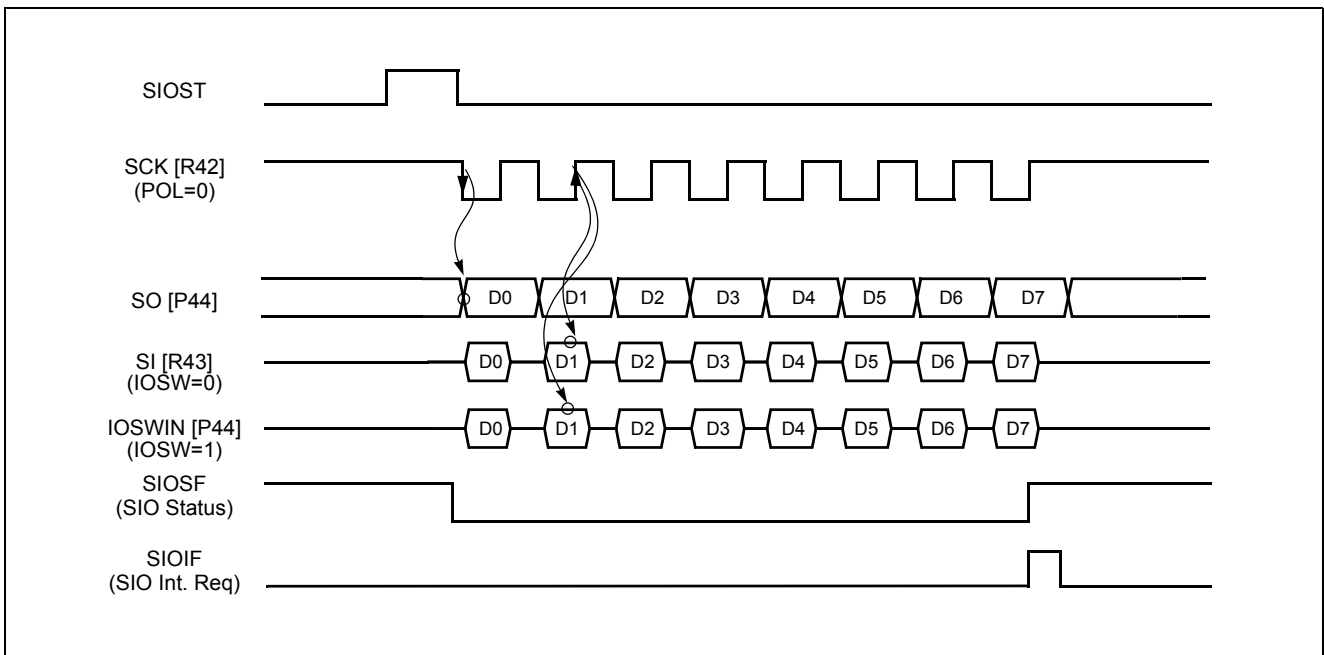 SIOST
SCK [R42]
(POL=0)
SO [P44]
D0 D1 D2 D3 D4 D5 D6 D7
SI [R43]
(IOSW=0)
D0 D1 D2 D3 D4 D5 D6 D7
IOSWIN [P44]
(IOSW=1)
D0 D1 D2 D3 D4 D5 D6 D7
SIOSF
(SIO Status)
SIOIF
(SIO Int. Req)